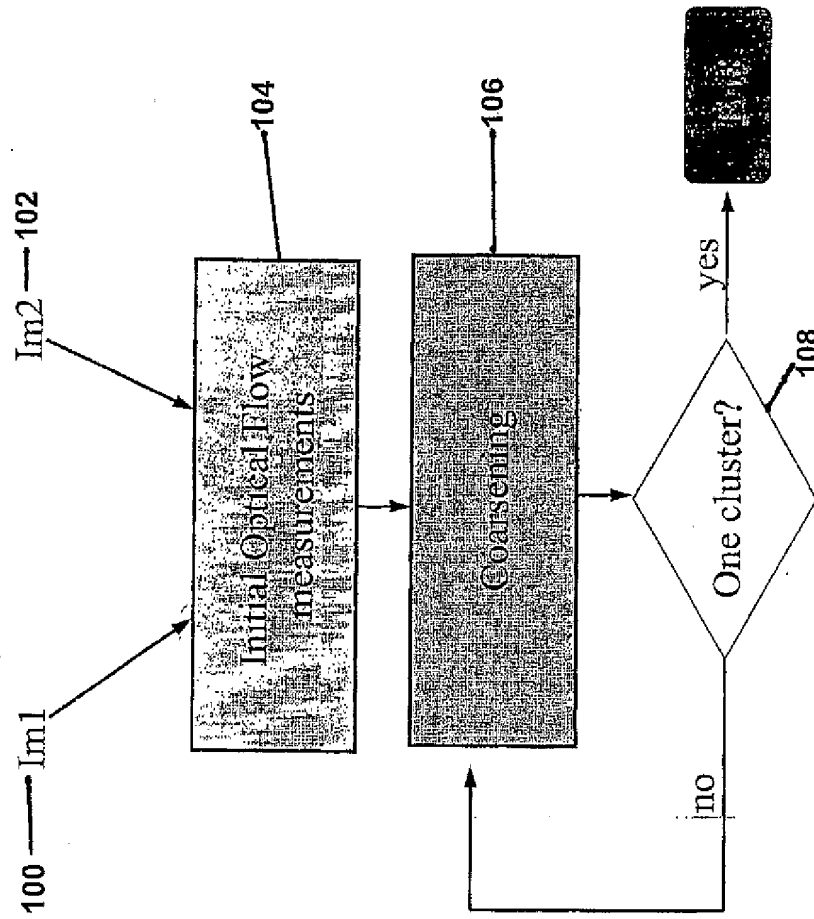 100 Im1
Im2 102
Initial Optical Flow
measurements
104
Coarsening
106
One cluster?
108
no
yes